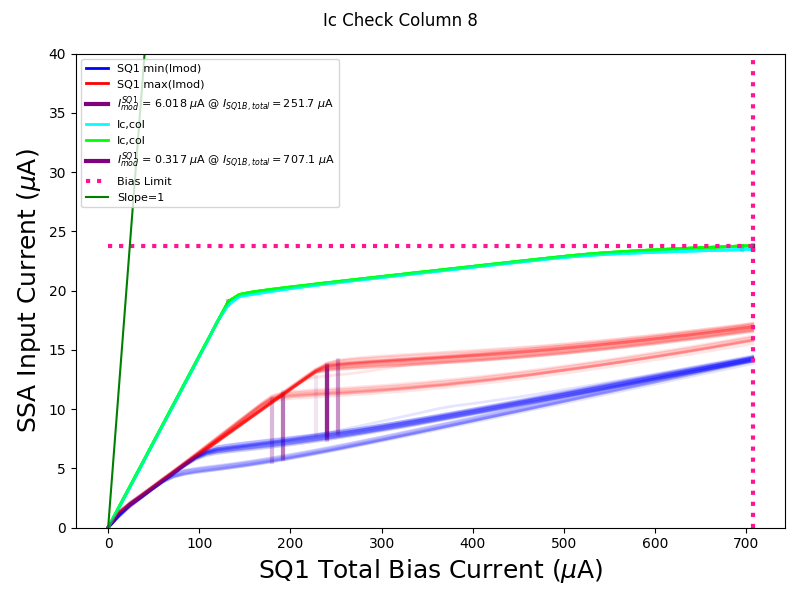 Ic Check Column 8
SSA Input Current (μA)
40
35
30
25
20
15
10
5
0
SQ1 min(Imod)
SQ1 max(Imod)
I_{mod}^{SQ1} = 6.018 μA @ I_{SQ1B, total} = 251.7 μA
Ic,col
Ic,col
I_{mod}^{SQ1} = 0.317 μA @ I_{SQ1B, total} = 707.1 μA
Bias Limit
Slope=1
0 100 200 300 400 500 600 700
SQ1 Total Bias Current (μA)